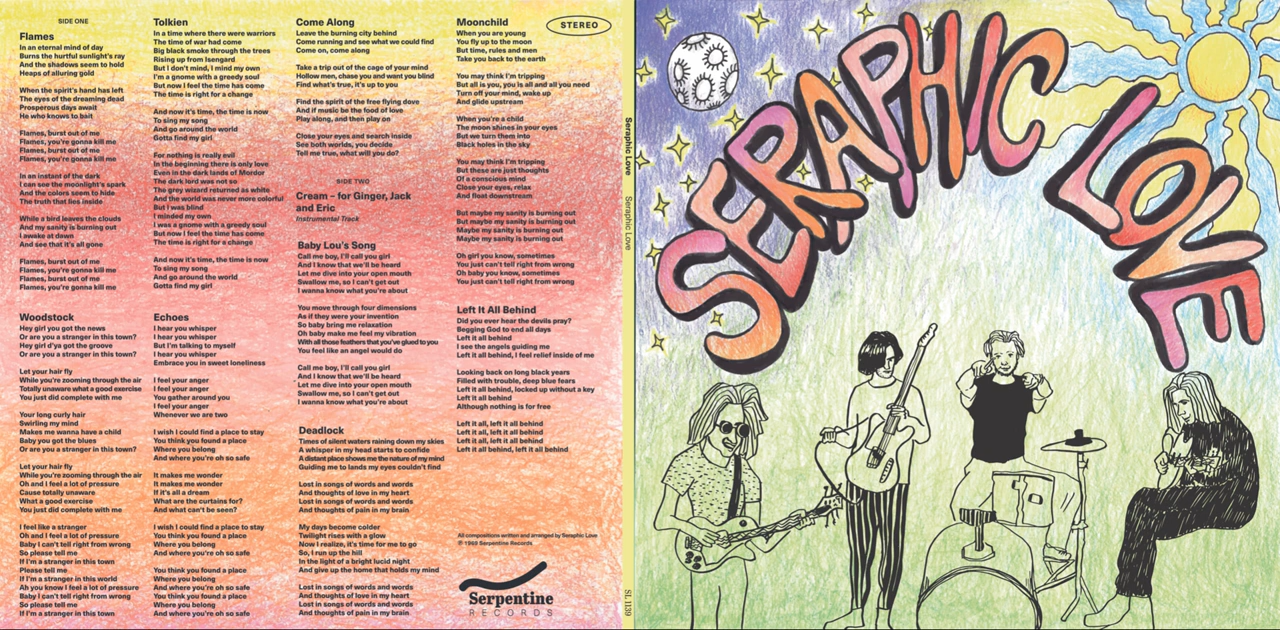 SIDE ONE
Flames
In an eternal mind of day
Burns the hurtful sunlight's ray
And the shadows seem to hold
Heaps of alluring gold
When the spirit's hand has left
The eyes of the dreaming dead
Prosperous days await
He who knows to bait
Flames, burst out of me
Flames, you're gonna kill me
Flames, burst out of me
Flames, you're gonna kill me
In an instant of the dark
I can see the moonlight's spark
And the colors seem to hide
The truth that lies inside
While a bird leaves the clouds
And my sanity is burning out
I awake at dawn
And see that it's all gone
Flames, burst out of me
Flames, you're gonna kill me
Flames, burst out of me
Flames, you're gonna kill me
Woodstock
Hey girl you got the news
Or are you a stranger in this town?
Hey girl d'ya got the groove
Or are you a stranger in this town?
Let your hair fly
While you're zooming through the air
Totally unaware what a good exercise
You just did complete with me
Your long curly hair
Swirling my mind
Makes me wanna have a child
Baby you got the blues
Or are you a stranger in this town?
Let your hair fly
While you're zooming through the air
Oh and I feel a lot of pressure
Cause totally unaware
What a good exercise
You just did complete with me
I feel like a stranger
Oh and I feel a lot of pressure
Baby I can't tell right from wrong
So please tell me
If I'm a stranger in this town
Please tell me
If I'm a stranger in this world
Ah you know I feel a lot of pressure
Baby I can't tell right from wrong
So please tell me
If I'm a stranger in this town
Tolkien
In a time where there were warriors
The time of war had come
Big black smoke through the trees
Rising up from Isengard
But I don't mind, I mind my own
I'm a gnome with a greedy soul
But now I feel the time has come
The time is right for a change
And now it's time, the time is now
To sing my song
And go around the world
Gotta find my girl
For nothing is really evil
In the beginning there is only love
Even in the dark lands of Mordor
The dark lord was not so
The grey wizard returned as white
And the world was never more colorful
But I was blind
I minded my own
I was a gnome with a greedy soul
But now I feel the time has come
The time is right for a change
And now it's time, the time is now
To sing my song
And go around the world
Gotta find my girl
Echoes
I hear you whisper
I hear you whisper
But I'm talking to myself
I hear you whisper
Embrace you in sweet loneliness
I feel your anger
I feel your anger
You gather around you
I feel your anger
Whenever we are two
I wish I could find a place to stay
You think you found a place
Where you belong
And where you're oh so safe
It makes me wonder
It makes me wonder
If it's all a dream
What are the curtains for?
And what can't be seen?
I wish I could find a place to stay
You think you found a place
Where you belong
And where you're oh so safe
You think you found a place
Where you belong
And where you're oh so safe
You think you found a place
Where you belong
And where you're oh so safe
Come Along
Leave the burning city behind
Come running and see what we could find
Come on, come along
Take a trip out of the cage of your mind
Hollow men, chase you and want you blind
Find what's true, it's up to you
Find the spirit of the free flying dove
And if music be the food of love
Play along, and then play on
Close your eyes and search inside
See both worlds, you decide
Tell me true, what will you do?
SIDE TWO
Cream – for Ginger, Jack
and Eric
Instrumental Track
Baby Lou's Song
Call me boy, I'll call you girl
And I know that we'll be heard
Let me dive into your open mouth
Swallow me, so I can't get out
I wanna know what you're about
You move through four dimensions
As if they were your invention
So baby bring me relaxation
Oh baby make me feel my vibration
With all those feathers that you've glued to you
You feel like an angel would do
Call me boy, I'll call you girl
And I know that we'll be heard
Let me dive into your open mouth
Swallow me, so I can't get out
I wanna know what you're about
Deadlock
Times of silent waters raining down my skies
A whisper in my head starts to confide
A distant place shows me the nature of my mind
Guiding me to lands my eyes couldn't find
Lost in songs of words and words
And thoughts of love in my heart
Lost in songs of words and words
And thoughts of pain in my brain
My days become colder
Twilight rises with a glow
Now I realize, it's time for me to go
So, I run up the hill
In the light of a bright lucid night
And give up the home that holds my mind
Lost in songs of words and words
And thoughts of love in my heart
Lost in songs of words and words
And thoughts of pain in my brain
STEREO
Moonchild
When you are young
You fly up to the moon
But time, rules and men
Take you back to the earth
You may think I'm tripping
But all is you, you is all and all you need
Turn off your mind, wake up
And glide upstream
When you're a child
The moon shines in your eyes
But we turn them into
Black holes in the sky
You may think I'm tripping
But these are just thoughts
Of a conscious mind
Close your eyes, relax
And float downstream
But maybe my sanity is burning out
But maybe my sanity is burning out
Maybe my sanity is burning out
Maybe my sanity is burning out
Oh girl you know, sometimes
You just can't tell right from wrong
Oh baby you know, sometimes
You just can't tell right from wrong
Left It All Behind
Did you ever hear the devils pray?
Begging God to end all days
Left it all behind
I see the angels guiding me
Left it all behind, I feel relief inside of me
Looking back on long black years
Filled with trouble, deep blue fears
Left it all behind, locked up without a key
Left it all behind
Although nothing is for free
Left it all, left it all behind
Left it all, left it all behind
Left it all, left it all behind
Left it all behind, left it all behind
All compositions written and arranged by Seraphic Love
℗ 1969 Serpentine Records
Serpentine
RECORDS
Seraphic Love
Seraphic Love
SL 1139
SERAPHIC LOVE